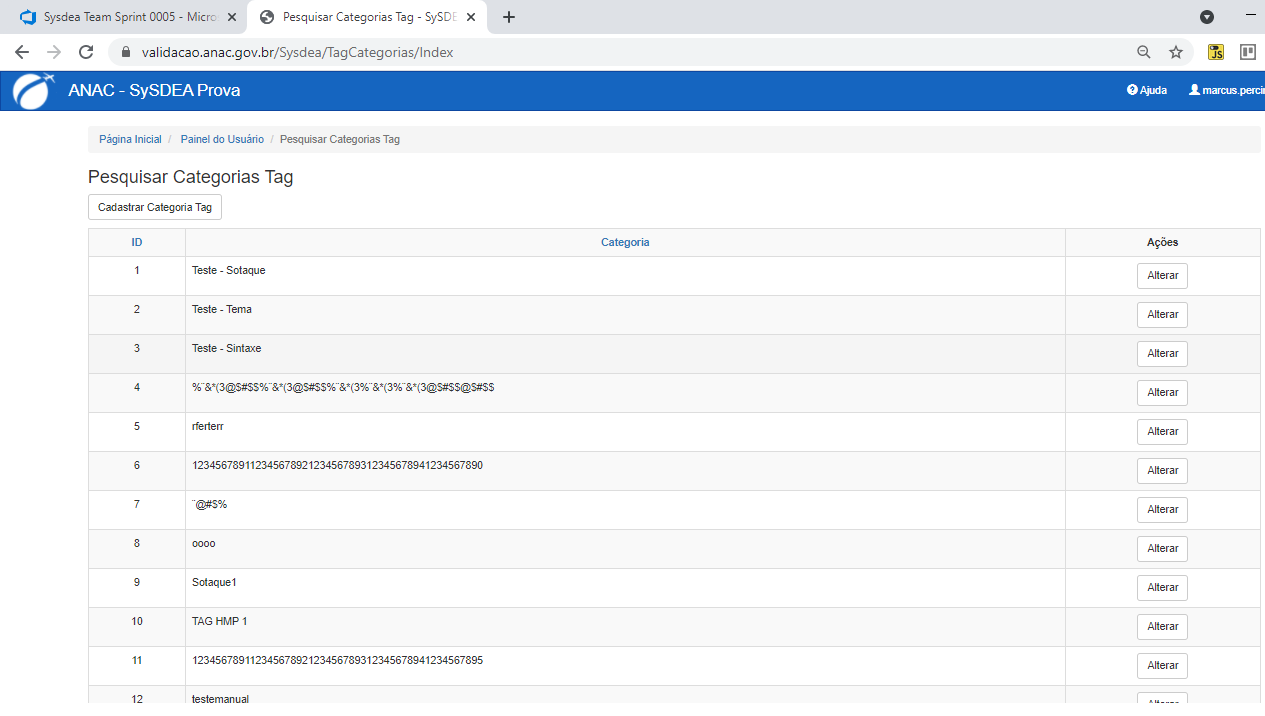 Sysdea Team Sprint 0005 - Micro
Pesquisar Categorias Tag - SySDE
validacao.anac.gov.br/Sysdea/TagCategorias/Index
JS
ANAC - SySDEA Prova
Ajuda
marcus.perci
Página Inicial / Painel do Usuário / Pesquisar Categorias Tag
Pesquisar Categorias Tag
Cadastrar Categoria Tag
ID Categoria Ações
1 Teste - Sotaque Alterar
2 Teste - Tema Alterar
3 Teste - Sintaxe Alterar
4 %¨&*(3@$#$$%¨&*(3@$#$$%¨&*(3%¨&*(3%¨&*(3@$#$$@$#$$ Alterar
5 rferterr Alterar
6 12345678911234567892123456789312345678941234567890 Alterar
7 ¨@#$% Alterar
8 oooo Alterar
9 Sotaque1 Alterar
10 TAG HMP 1 Alterar
11 12345678911234567892123456789312345678941234567895 Alterar
12 testemanual Alterar